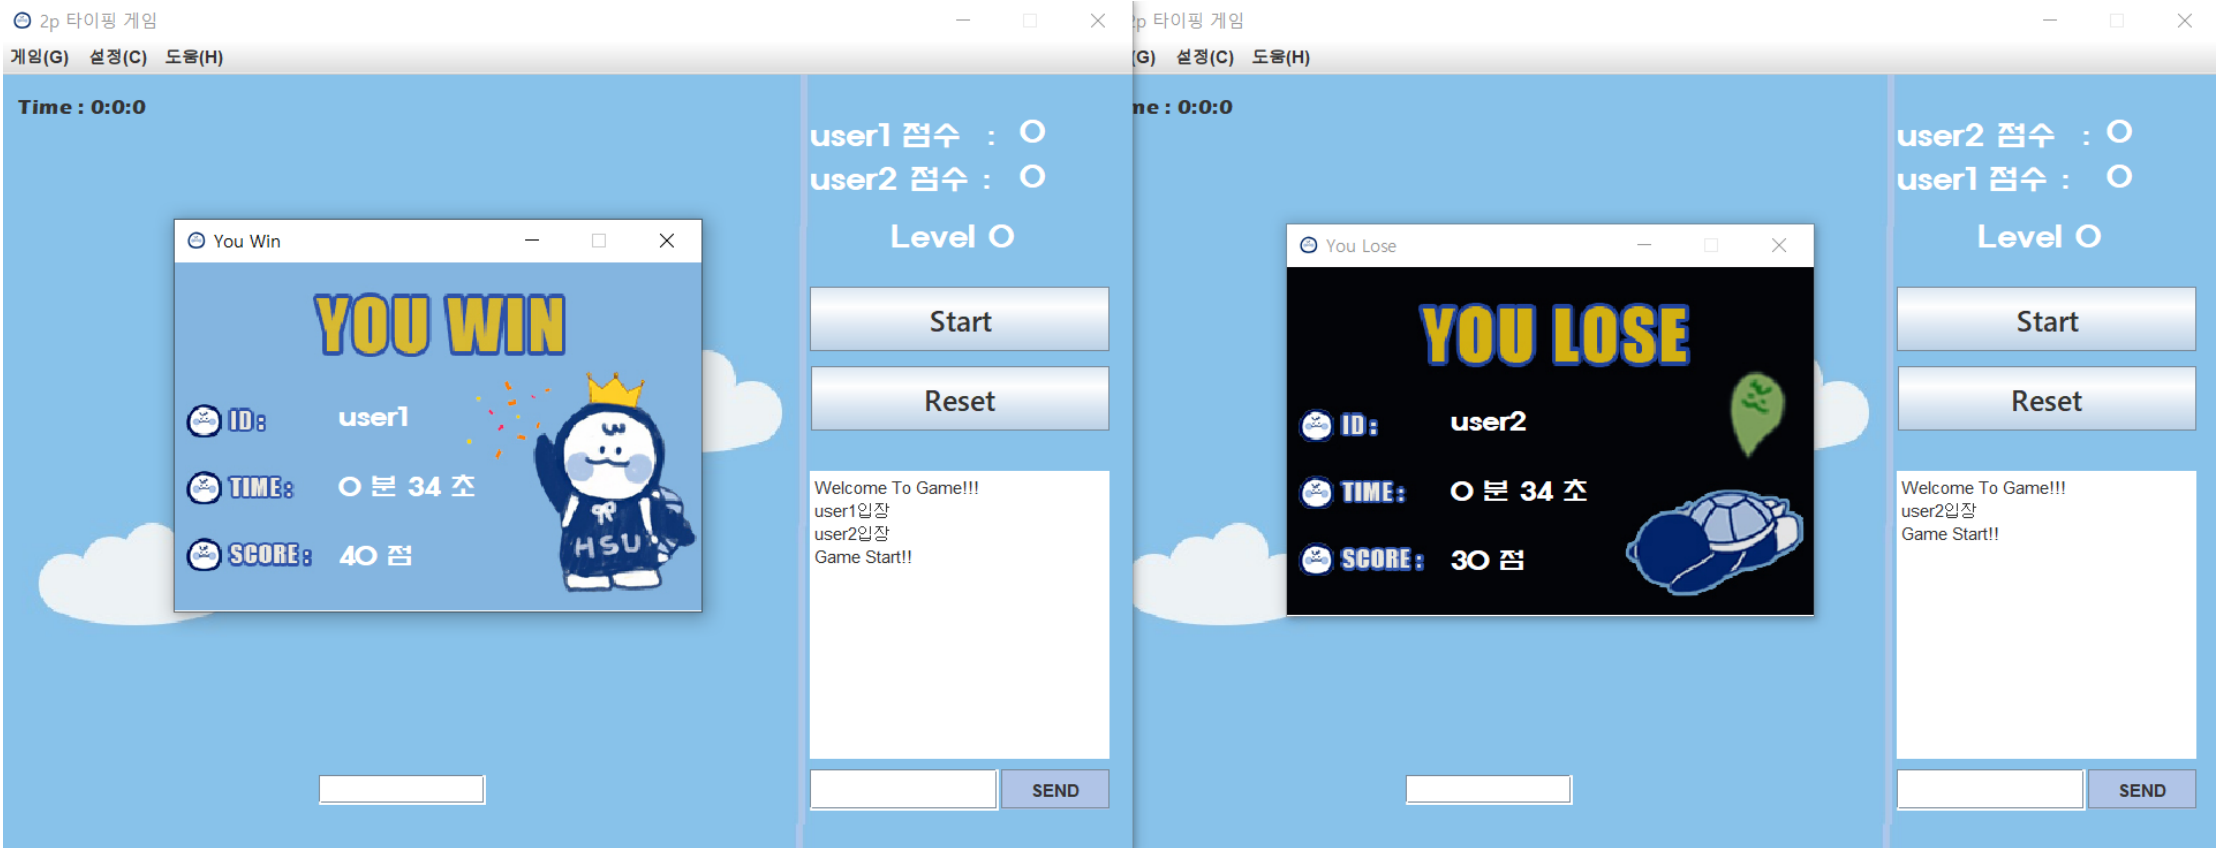 2p 타이핑 게임
게임(G) 설정(C) 도움(H)
Time : 0:0:0
user1 점수 : 0
user2 점수 : 0
Level 0
Start
Reset
Welcome To Game!!!
user1입장
user2입장
Game Start!!
SEND
You Win
YOU WIN
ID: user1
TIME: 0 분 34 초
SCORE: 40 점
HSU
2p 타이핑 게임
(G) 설정(C) 도움(H)
me : 0:0:0
user2 점수 : 0
user1 점수 : 0
Level 0
Start
Reset
Welcome To Game!!!
user2입장
Game Start!!
SEND
You Lose
YOU LOSE
ID: user2
TIME: 0 분 34 초
SCORE: 30 점